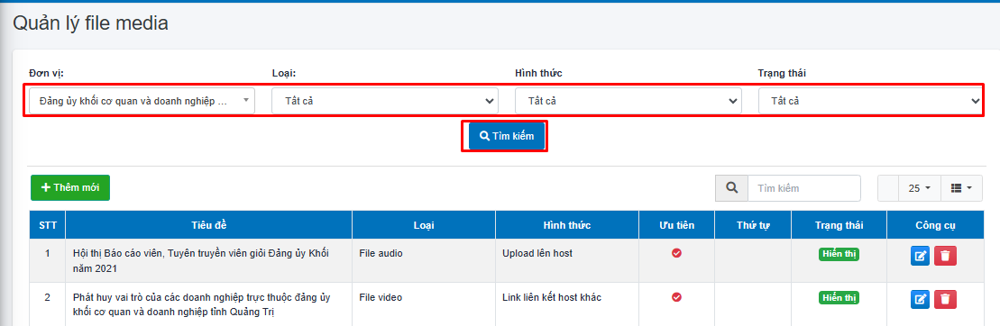 Quản lý file media
Đơn vị: Loại: Hình thức Trạng thái
Đảng ủy khối cơ quan và doanh nghiệp ... Tất cả Tất cả Tất cả
Tìm kiếm
Thêm mới Tìm kiếm 25
STT Tiêu đề Loại Hình thức Ưu tiên Thứ tự Trạng thái Công cụ
1 Hội thị Báo cáo viên, Tuyên truyền viên giỏi Đảng ủy Khối File audio Upload lên host Hiển thị
năm 2021
2 Phát huy vai trò của các doanh nghiệp trực thuộc đảng ủy File video Link liên kết host khác Hiển thị
khối cơ quan và doanh nghiệp tỉnh Quảng Trị